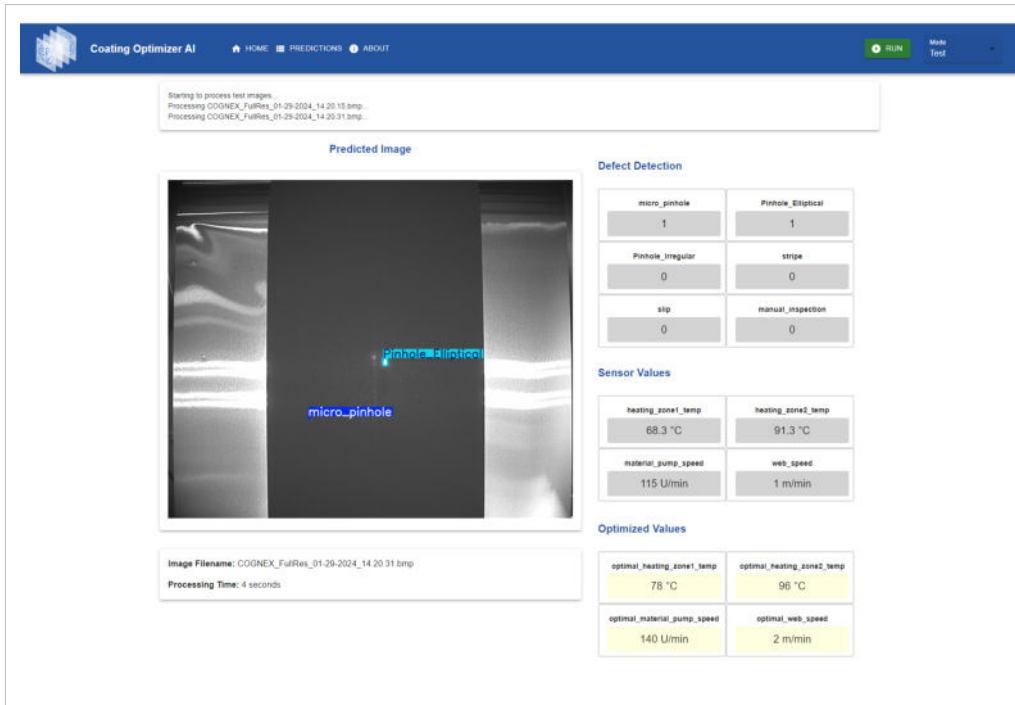 Coating Optimizer AI
HOME
PREDICTIONS
ABOUT
RUN
Mode
Test
Starting to process test images...
Processing COGNEX_FullRes_01-29-2024_14.20.15.bmp...
Processing COGNEX_FullRes_01-29-2024_14.20.31.bmp...
Predicted Image
Pinhole_Elliptical
micro_pinhole
Image Filename: COGNEX_FullRes_01-29-2024_14.20.31.bmp
Processing Time: 4 seconds
Defect Detection
micro_pinhole
1
Pinhole_Elliptical
1
Pinhole_Irregular
0
stripe
0
slip
0
manual_inspection
0
Sensor Values
heating_zone1_temp
68.3 °C
heating_zone2_temp
91.3 °C
material_pump_speed
115 U/min
web_speed
1 m/min
Optimized Values
optimal_heating_zone1_temp
78 °C
optimal_heating_zone2_temp
96 °C
optimal_material_pump_speed
140 U/min
optimal_web_speed
2 m/min